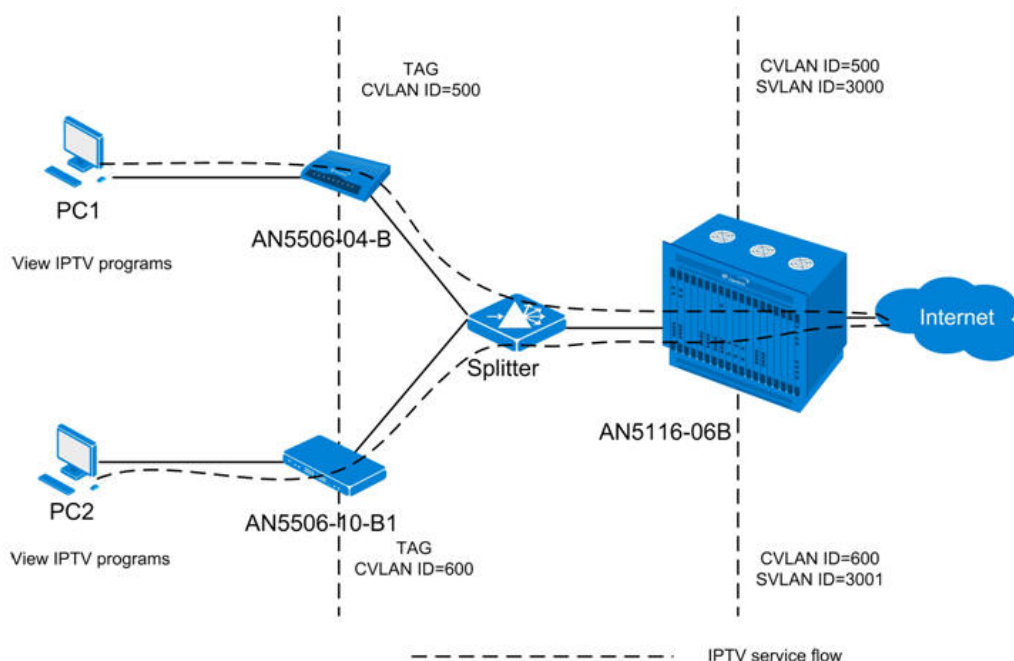 TAG
CVLAN ID=500
CVLAN ID=500
SVLAN ID=3000
PC1
AN5506-04-B
View IPTV programs
Internet
Splitter
AN5116-06B
PC2
AN5506-10-B1
View IPTV programs
TAG
CVLAN ID=600
CVLAN ID=600
SVLAN ID=3001
IPTV service flow